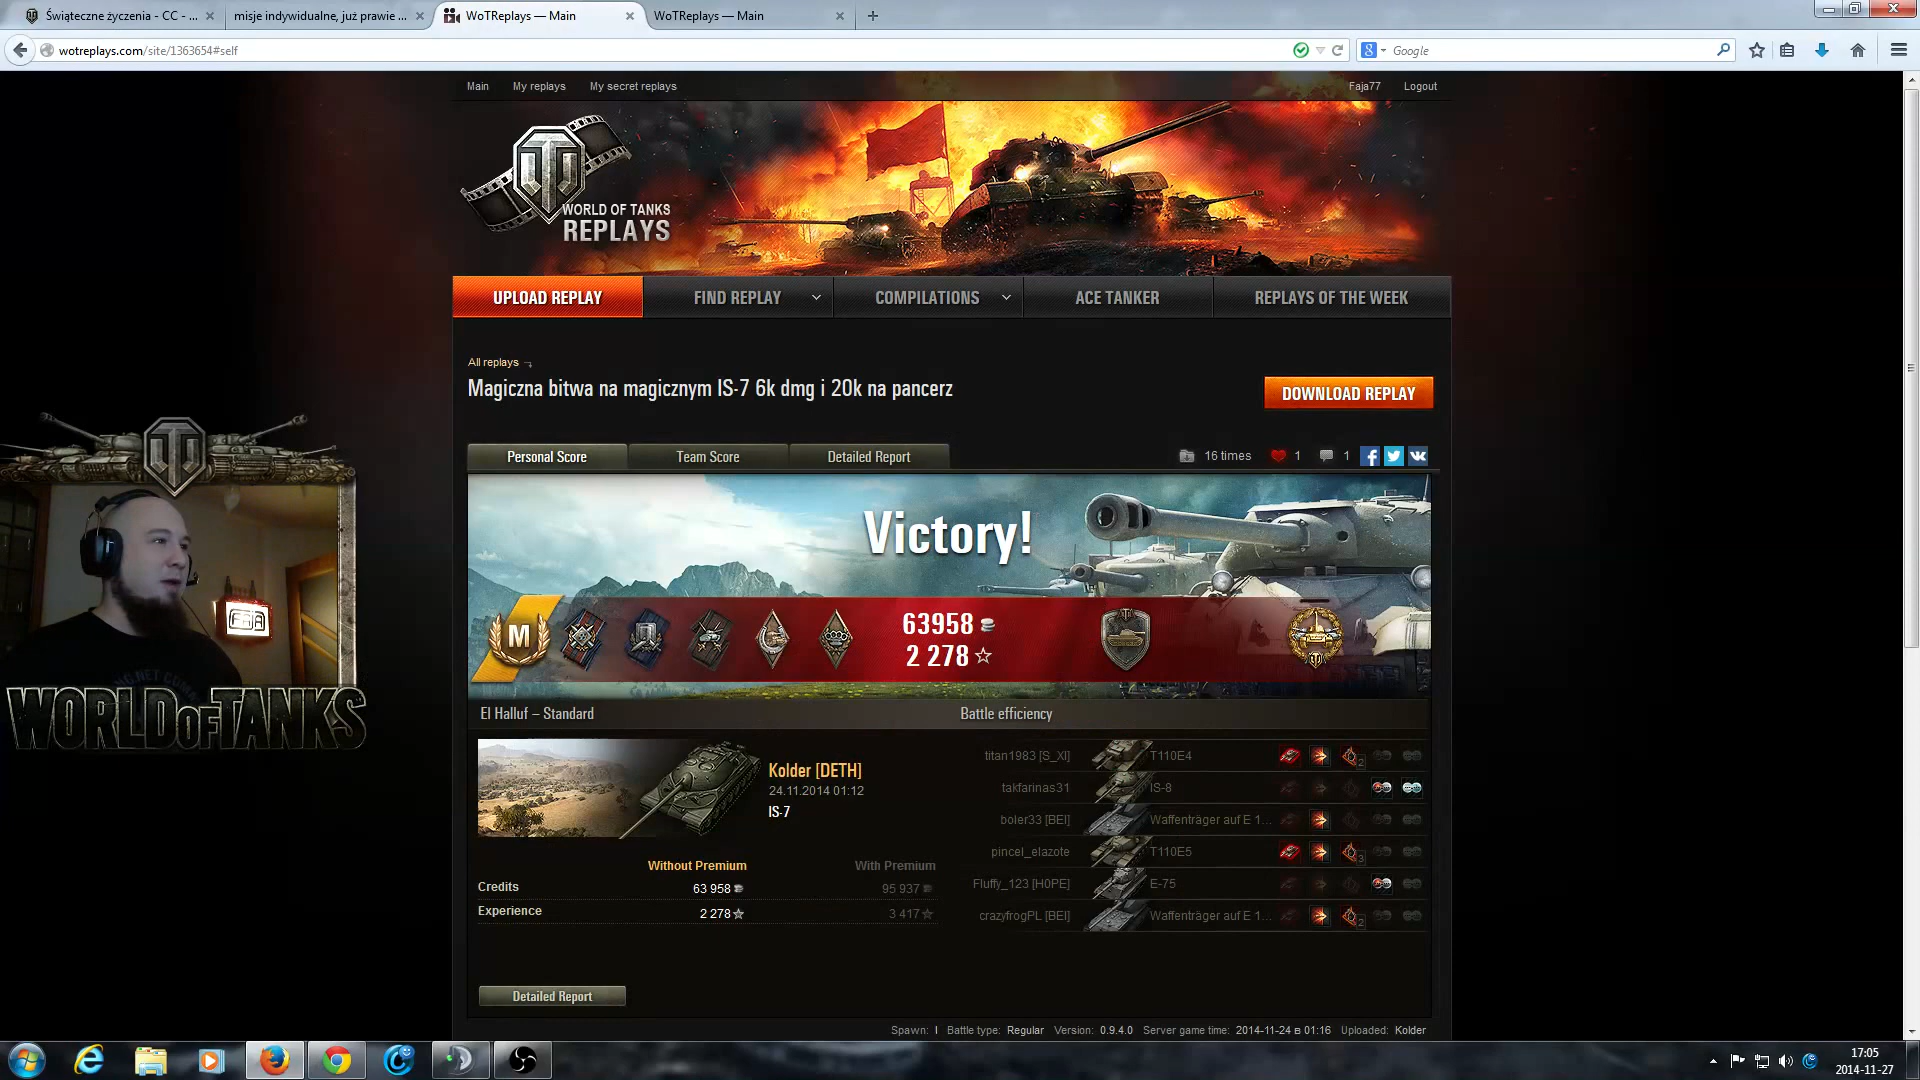 Świąteczne życzenia - CC - ...
misje indywidualne, już prawie ...
WoTReplays — Main
WoTReplays — Main
wotreplays.com/site/1363654#self
Google
Main My replays My secret replays Faja77 Logout
WORLD OF TANKS
REPLAYS
UPLOAD REPLAY FIND REPLAY COMPILATIONS ACE TANKER REPLAYS OF THE WEEK
All replays
Magiczna bitwa na magicznym IS-7 6k dmg i 20k na pancerz
DOWNLOAD REPLAY
Personal Score Team Score Detailed Report 16 times 1 1
Victory!
M
63958
2 278
El Halluf – Standard Battle efficiency
Kolder [DETH]
24.11.2014 01:12
IS-7
Without Premium With Premium
Credits 63 958 95 937
Experience 2 278 3 417
titan1983 [S_XI] T110E4 2
takfarinas31 IS-8
boler33 [BEI] Waffenträger auf E 1...
pincel_elazote T110E5 3
Fluffy_123 [H0PE] E-75
crazyfrogPL [BEI] Waffenträger auf E 1... 2
Detailed Report
Spawn: I Battle type: Regular Version: 0.9.4.0 Server game time: 2014-11-24 в 01:16 Uploaded: Kolder
FAJA
WORLD OF TANKS
17:05
2014-11-27